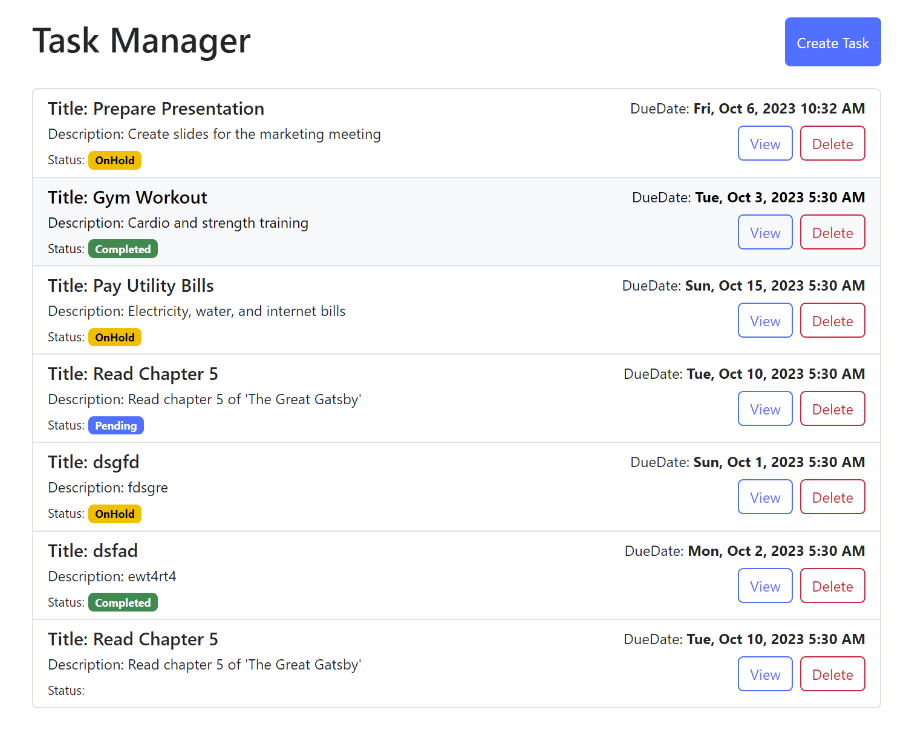 Task Manager
Create Task
Title: Prepare Presentation
DueDate: Fri, Oct 6, 2023 10:32 AM
Description: Create slides for the marketing meeting
View
Delete
Status: OnHold
Title: Gym Workout
DueDate: Tue, Oct 3, 2023 5:30 AM
Description: Cardio and strength training
View
Delete
Status: Completed
Title: Pay Utility Bills
DueDate: Sun, Oct 15, 2023 5:30 AM
Description: Electricity, water, and internet bills
View
Delete
Status: OnHold
Title: Read Chapter 5
DueDate: Tue, Oct 10, 2023 5:30 AM
Description: Read chapter 5 of 'The Great Gatsby'
View
Delete
Status: Pending
Title: dsgfd
DueDate: Sun, Oct 1, 2023 5:30 AM
Description: fdsgre
View
Delete
Status: OnHold
Title: dsfad
DueDate: Mon, Oct 2, 2023 5:30 AM
Description: ewt4rt4
View
Delete
Status: Completed
Title: Read Chapter 5
DueDate: Tue, Oct 10, 2023 5:30 AM
Description: Read chapter 5 of 'The Great Gatsby'
View
Delete
Status: